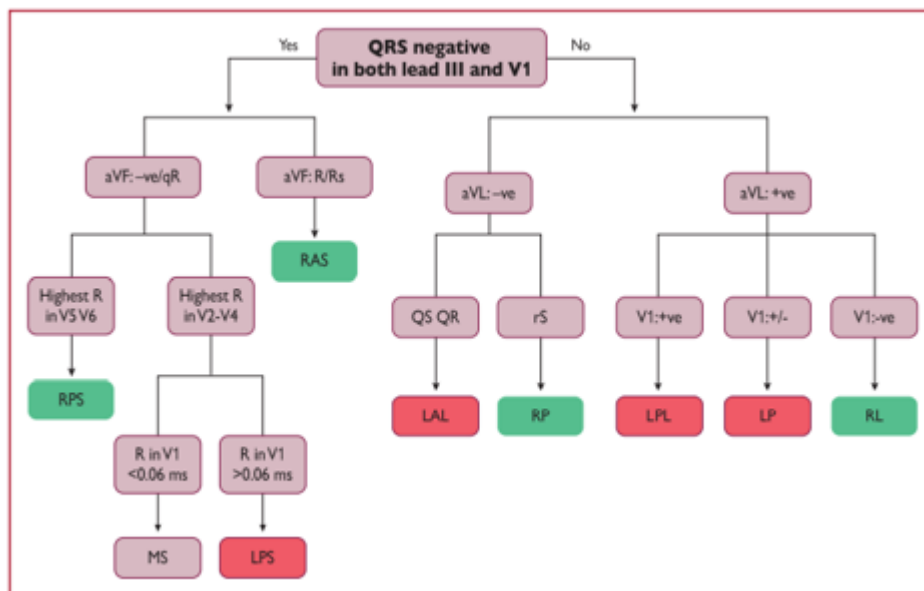 Yes
QRS negative
in both lead III and V1
No
aVF: –ve/qR
aVF: R/Rs
aVL: –ve
aVL: +ve
RAS
Highest R
in V5 V6
Highest R
in V2-V4
QS QR
rS
V1:+ve
V1:+/-
V1:-ve
RPS
LAL
RP
LPL
LP
RL
R in V1
<0.06 ms
R in V1
>0.06 ms
MS
LPS